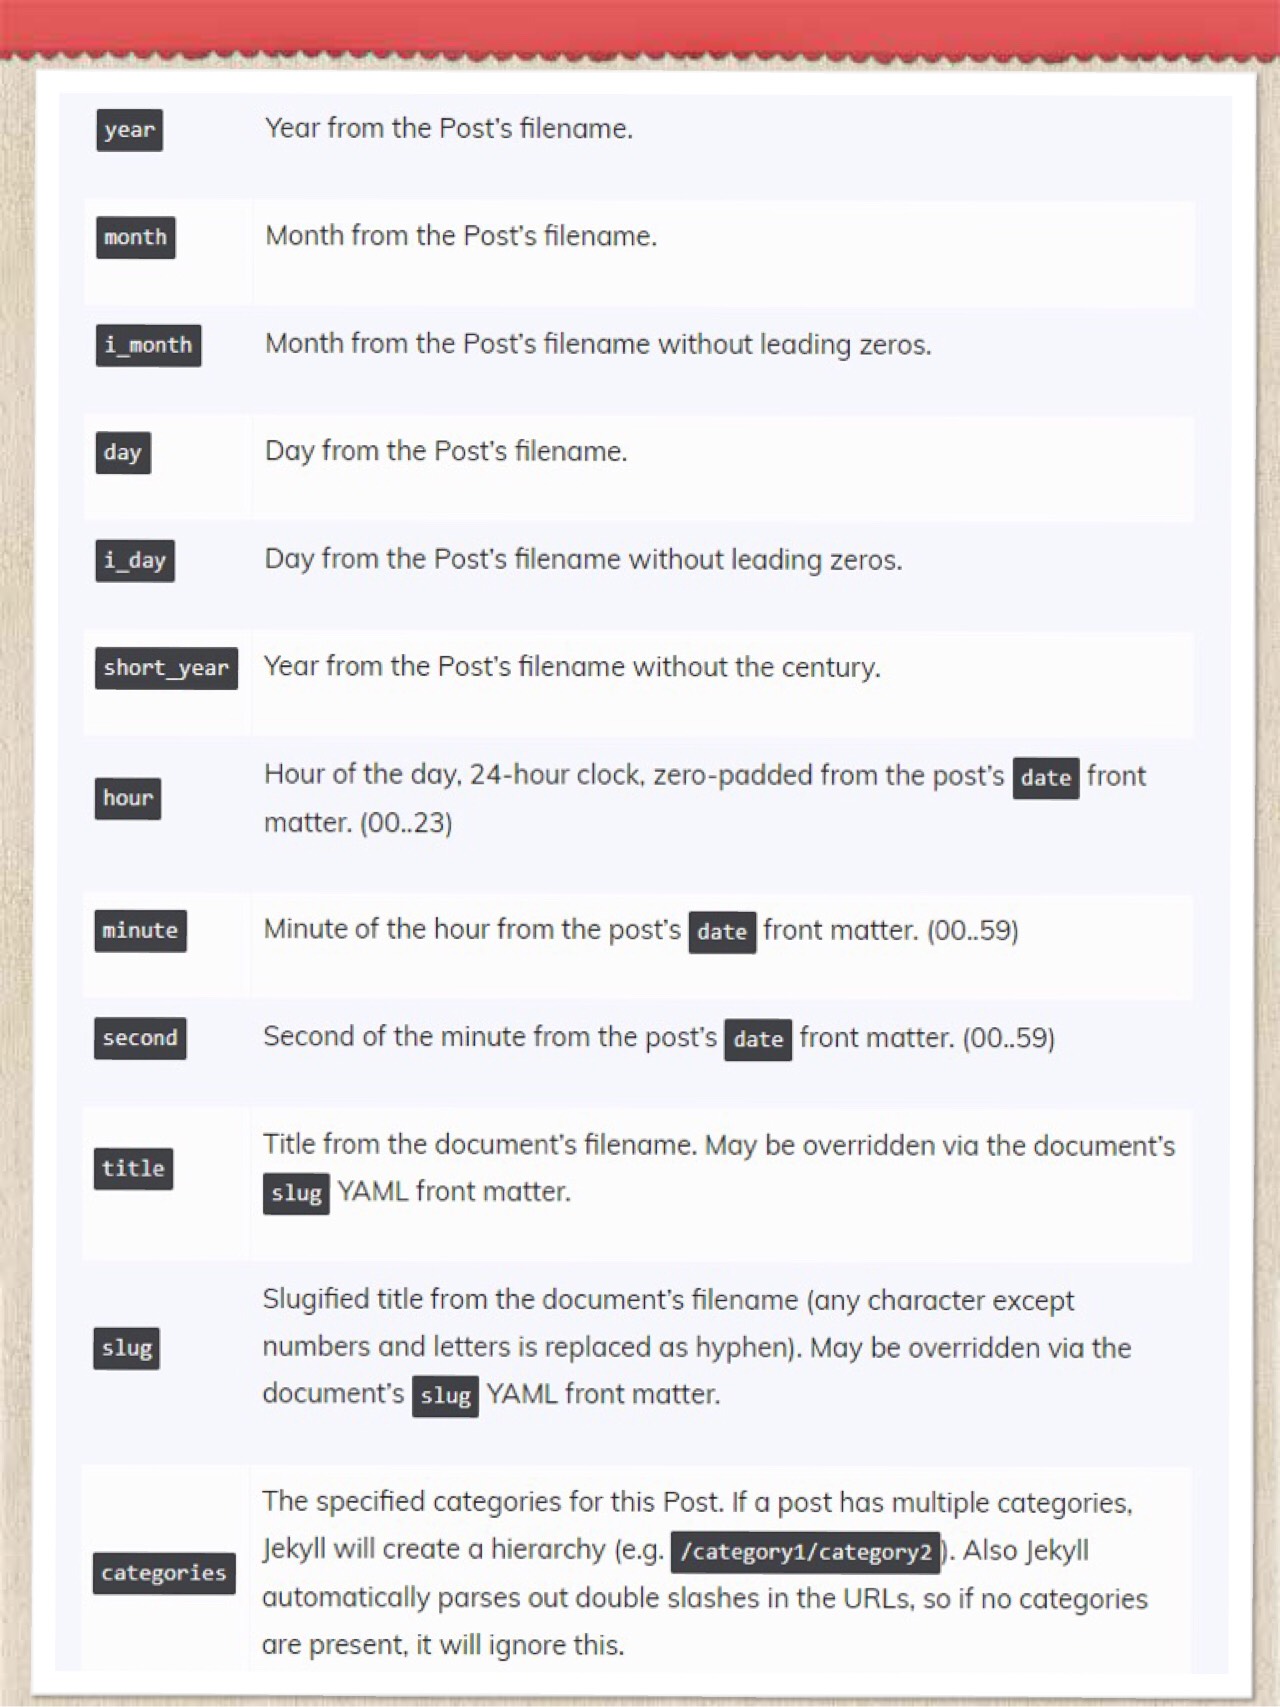 year Year from the Post’s filename.
month Month from the Post’s filename.
i_month Month from the Post’s filename without leading zeros.
day Day from the Post’s filename.
i_day Day from the Post’s filename without leading zeros.
short_year Year from the Post’s filename without the century.
hour Hour of the day, 24-hour clock, zero-padded from the post’s date front
matter. (00..23)
minute Minute of the hour from the post’s date front matter. (00..59)
second Second of the minute from the post’s date front matter. (00..59)
title Title from the document’s filename. May be overridden via the document’s
slug YAML front matter.
slug Slugified title from the document’s filename (any character except
numbers and letters is replaced as hyphen). May be overridden via the
document’s slug YAML front matter.
categories The specified categories for this Post. If a post has multiple categories,
Jekyll will create a hierarchy (e.g. /category1/category2). Also Jekyll
automatically parses out double slashes in the URLs, so if no categories
are present, it will ignore this.